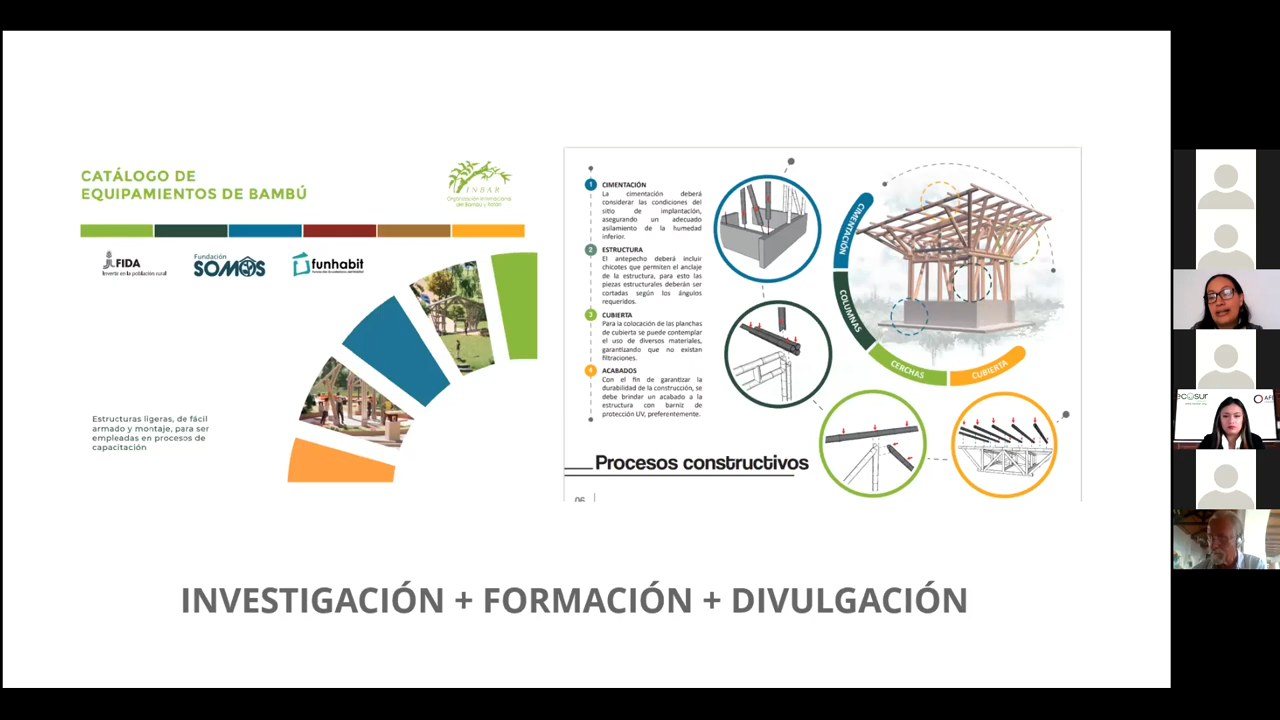 CATÁLOGO DE
EQUIPAMIENTOS DE BAMBÚ
INBAR
Organización Internacional
del Bambú y Ratán
FIDA
Invertir en la población rural
Fundación
SOMOS
funhabit
Estructuras ligeras, de fácil
armado y montaje, para ser
empleadas en procesos de
capacitación
1 CIMENTACIÓN
La cimentación deberá
considerar las condiciones del
sitio de implantación,
asegurando un adecuado
asilamiento de la humedad
inferior.
2 ESTRUCTURA
El antepecho deberá incluir
chicotes que permiten el anclaje
de la estructura, para esto las
piezas estructurales deberán ser
cortadas según los ángulos
requeridos.
3 CUBIERTA
Para la colocación de las planchas
de cubierta se puede contemplar
el uso de diversos materiales,
garantizando que no existan
filtraciones.
4 ACABADOS
Con el fin de garantizar la
durabilidad de la construcción, se
debe brindar un acabado a la
estructura con barniz de
protección UV, preferentemente.
Procesos constructivos
06
CIMENTACIÓN
COLUMNAS
CERCHAS
CUBIERTA
INVESTIGACIÓN + FORMACIÓN + DIVULGACIÓN
ecosur